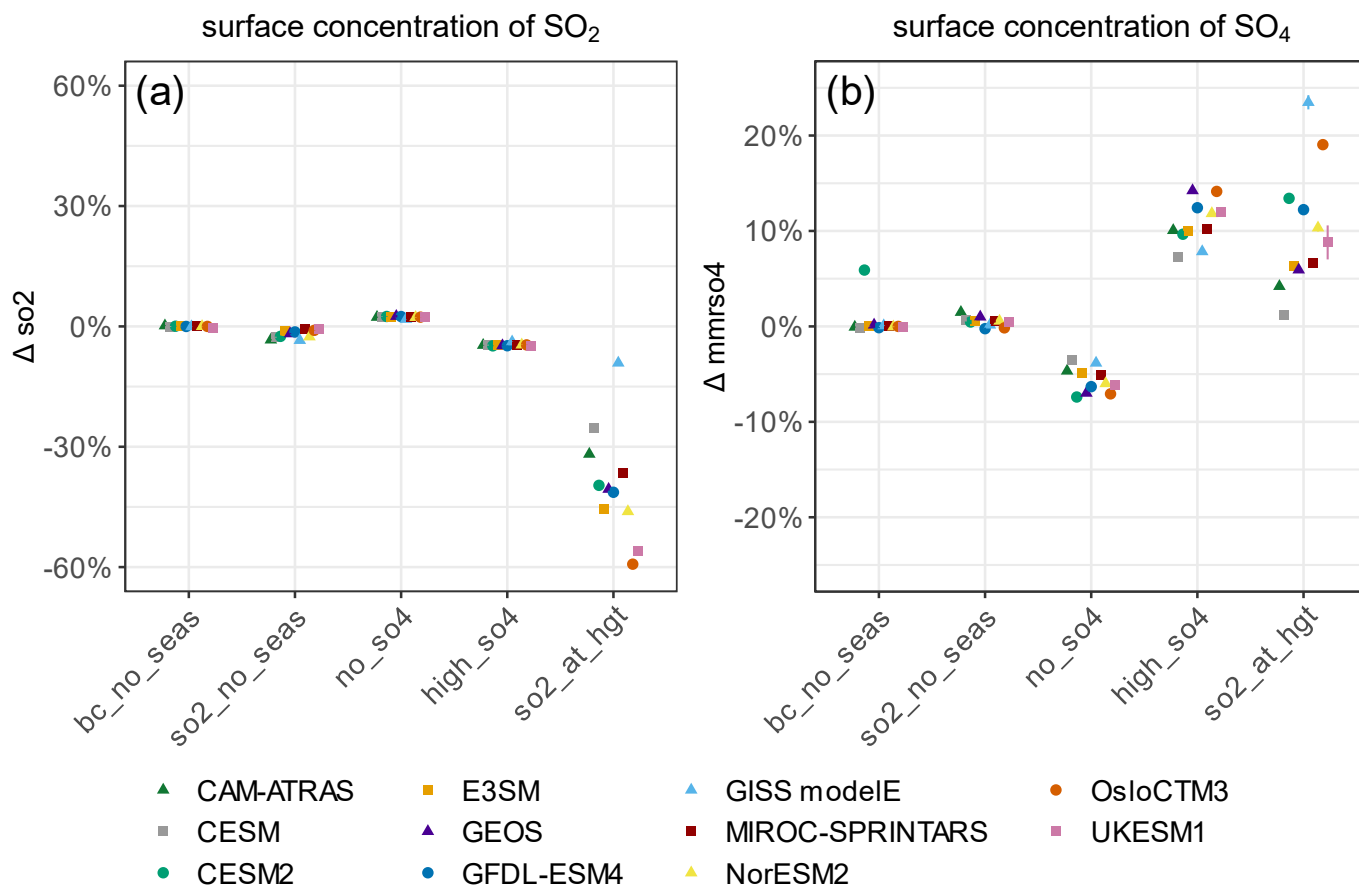 surface concentration of SO₂
surface concentration of SO₄
(a)
60%
30%
0%
-30%
-60%
Δ so2
bc_no_seas
so2_no_seas
no_so4
high_so4
so2_at_hgt
(b)
20%
10%
0%
-10%
-20%
Δ mmrso4
bc_no_seas
so2_no_seas
no_so4
high_so4
so2_at_hgt
CAM-ATRAS
E3SM
GISS modelE
OsloCTM3
CESM
GEOS
MIROC-SPRINTARS
UKESM1
CESM2
GFDL-ESM4
NorESM2